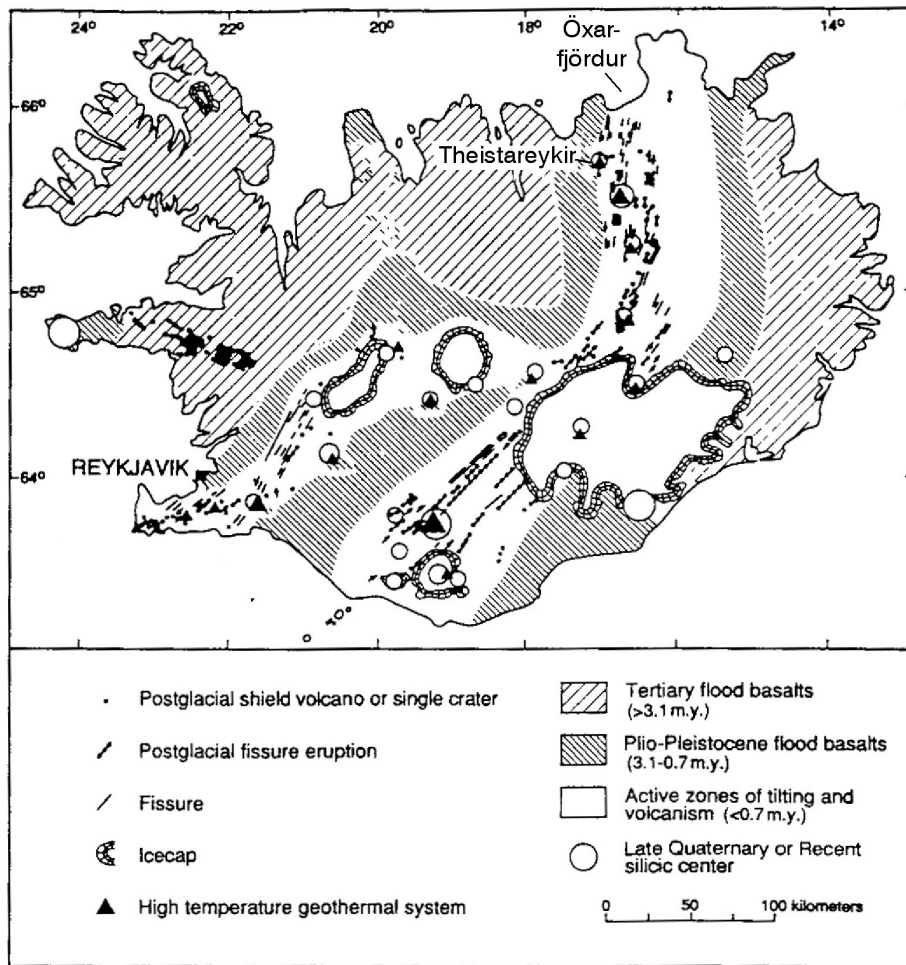 24°
22°
20°
18°
14°
Öxar-
fjördur
66°
Theistareykir
65°
64°
REYKJAVIK
Postglacial shield volcano or single crater
Postglacial fissure eruption
Fissure
Icecap
High temperature geothermal system
Tertiary flood basalts
(>3.1 m.y.)
Plio-Pleistocene flood basalts
(3.1-0.7 m.y.)
Active zones of tilting and
volcanism (<0.7 m.y.)
Late Quaternary or Recent
silicic center
0 50 100 kilometers